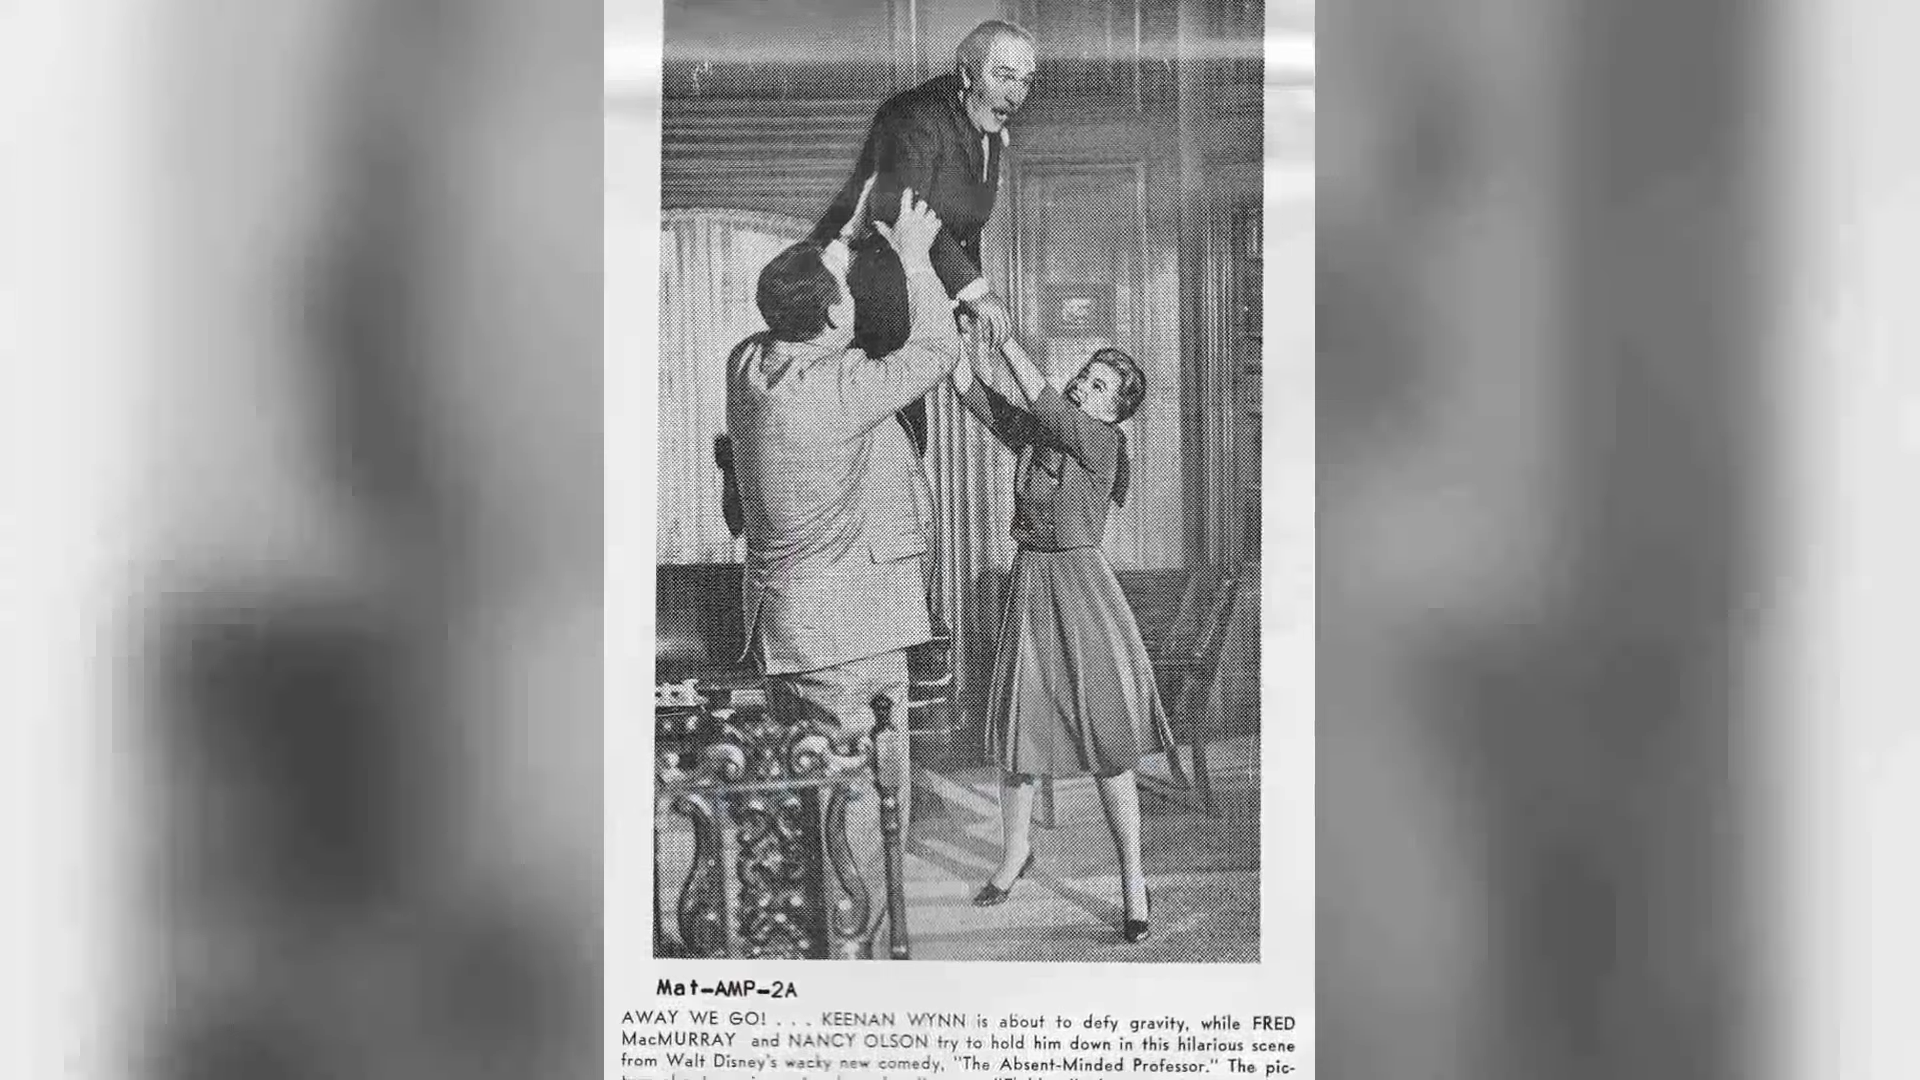 Mat-AMP-2A
AWAY WE GO! . . . KEENAN WYNN is about to defy gravity, while FRED
MacMURRAY and NANCY OLSON try to hold him down in this hilarious scene
from Walt Disney's wacky new comedy, "The Absent-Minded Professor." The pic-